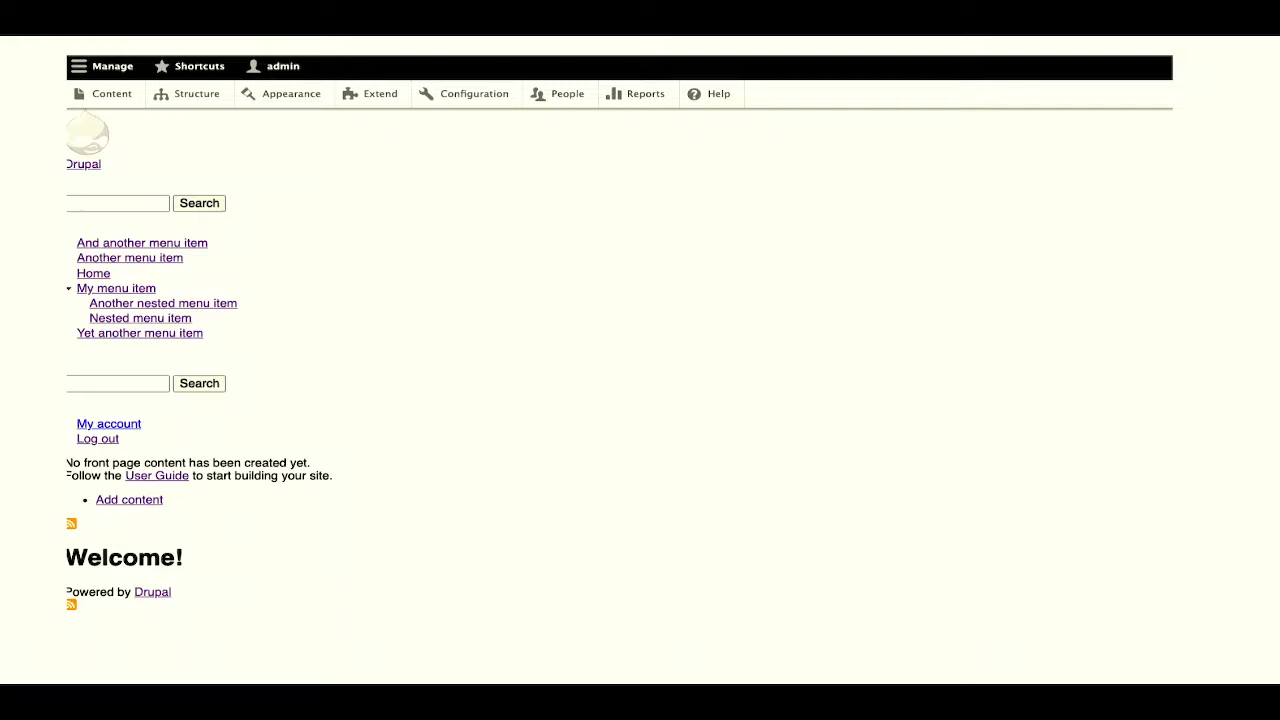 Manage Shortcuts admin
Content Structure Appearance Extend Configuration People Reports Help
Drupal
Search
And another menu item
Another menu item
Home
My menu item
Another nested menu item
Nested menu item
Yet another menu item
Search
My account
Log out
No front page content has been created yet.
Follow the User Guide to start building your site.
Add content
Welcome!
Powered by Drupal